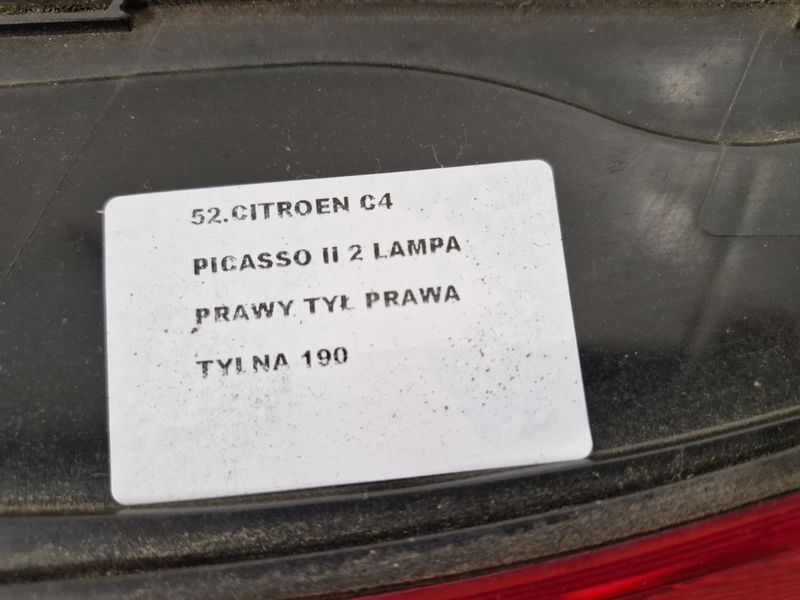 52.CITROEN C4
PICASSO II 2 LAMPA
PRAWY TYŁ PRAWA
TYLNA 190